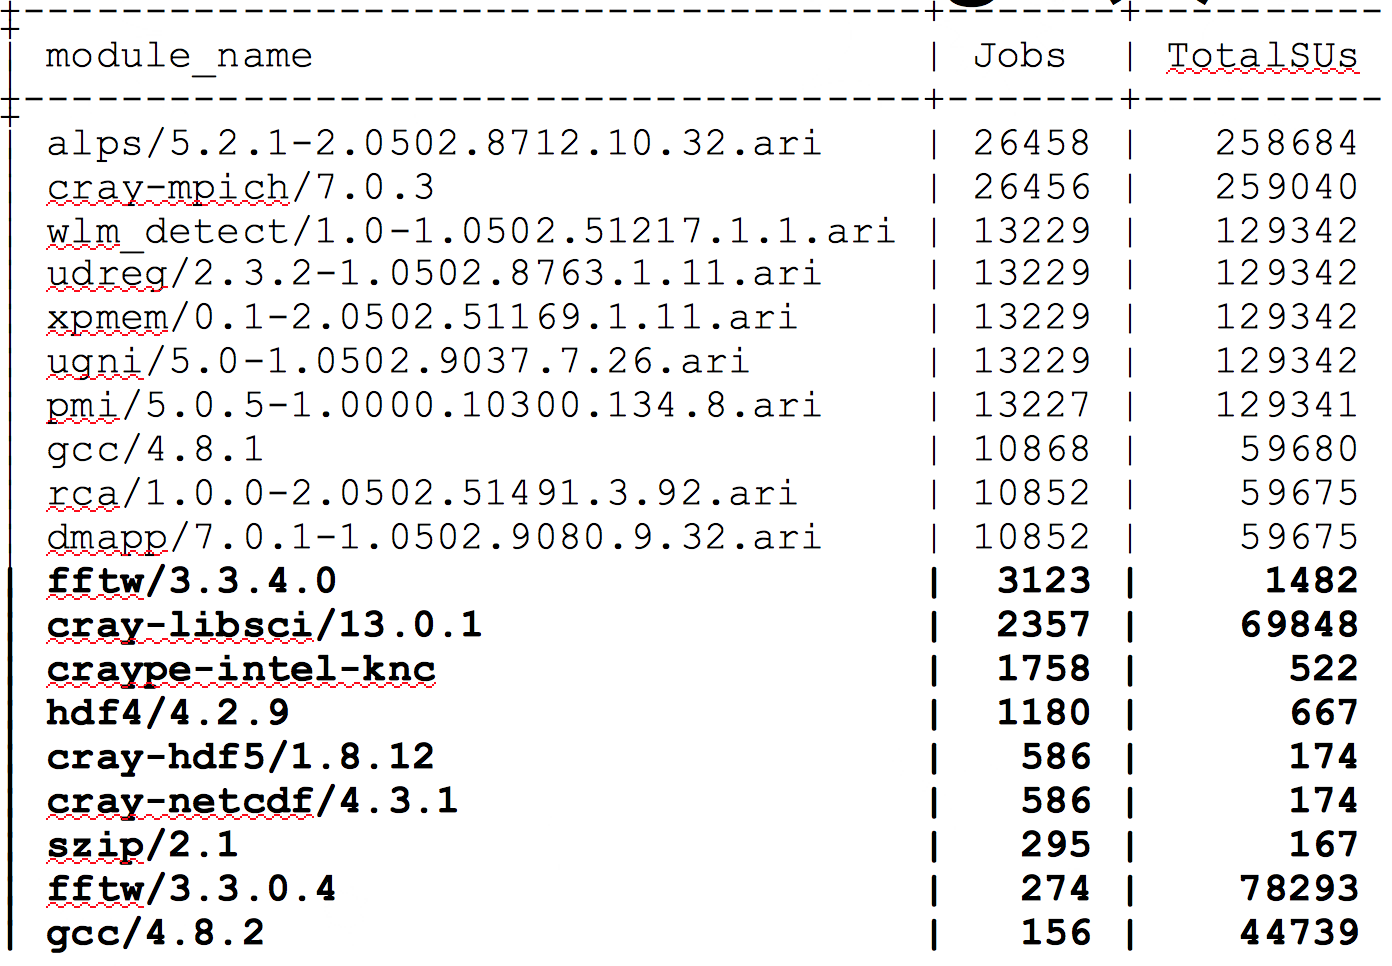 +-------------------------------------+-------+----------
+
| module_name | Jobs | TotalSUs
+-------------------------------------+-------+----------
+
| alps/5.2.1-2.0502.8712.10.32.ari | 26458 | 258684
| cray-mpich/7.0.3 | 26456 | 259040
| wlm_detect/1.0-1.0502.51217.1.1.ari | 13229 | 129342
| udreg/2.3.2-1.0502.8763.1.11.ari | 13229 | 129342
| xpmem/0.1-2.0502.51169.1.11.ari | 13229 | 129342
| ugni/5.0-1.0502.9037.7.26.ari | 13229 | 129342
| pmi/5.0.5-1.0000.10300.134.8.ari | 13227 | 129341
| gcc/4.8.1 | 10868 | 59680
| rca/1.0.0-2.0502.51491.3.92.ari | 10852 | 59675
| dmapp/7.0.1-1.0502.9080.9.32.ari | 10852 | 59675
| fftw/3.3.4.0 | 3123 | 1482
| cray-libsci/13.0.1 | 2357 | 69848
| craype-intel-knc | 1758 | 522
| hdf4/4.2.9 | 1180 | 667
| cray-hdf5/1.8.12 | 586 | 174
| cray-netcdf/4.3.1 | 586 | 174
| szip/2.1 | 295 | 167
| fftw/3.3.0.4 | 274 | 78293
| gcc/4.8.2 | 156 | 44739